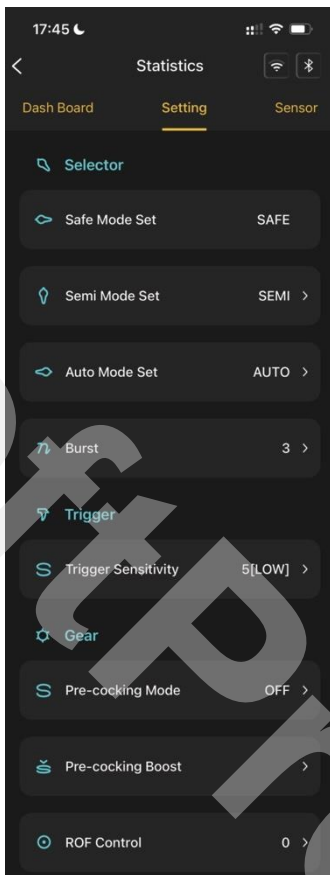 17:45
Statistics
Dash Board Setting Sensor
Selector
Safe Mode Set SAFE
Semi Mode Set SEMI
Auto Mode Set AUTO
Burst 3
Trigger
Trigger Sensitivity 5[LOW]
Gear
Pre-cocking Mode OFF
Pre-cocking Boost
ROF Control 0